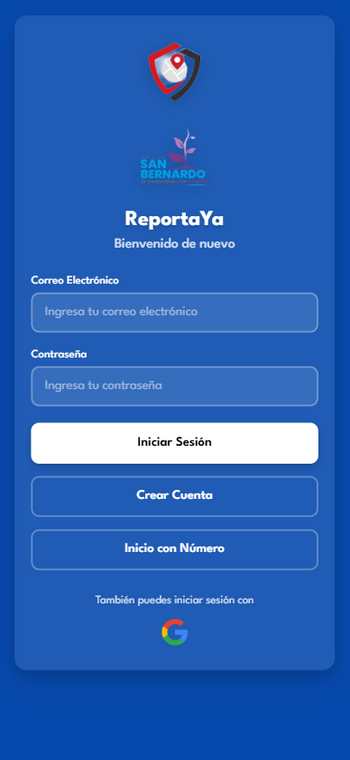 SAN
BERNARDO
ReportaYa
Bienvenido de nuevo
Correo Electrónico
Ingresa tu correo electrónico
Contraseña
Ingresa tu contraseña
Iniciar Sesión
Crear Cuenta
Inicio con Número
También puedes iniciar sesión con